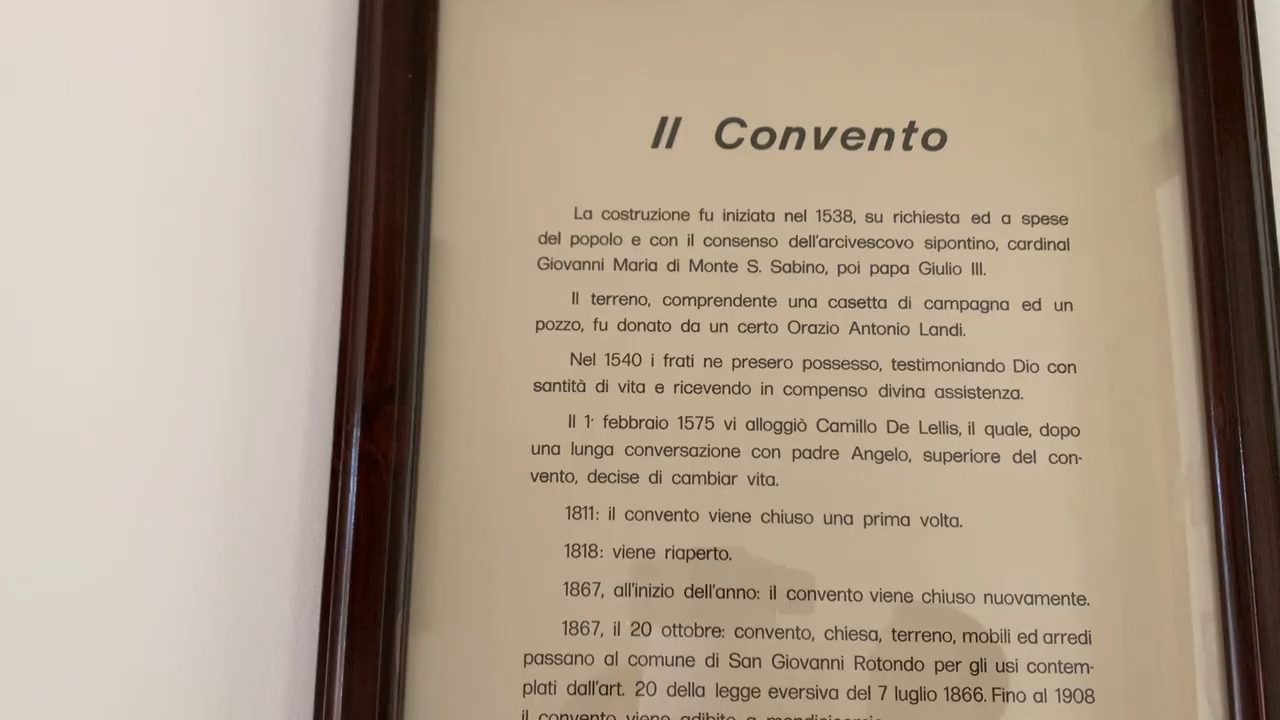 Il Convento
La costruzione fu iniziata nel 1538, su richiesta ed a spese
del popolo e con il consenso dell'arcivescovo sipontino, cardinal
Giovanni Maria di Monte S. Sabino, poi papa Giulio III.
Il terreno, comprendente una casetta di campagna ed un
pozzo, fu donato da un certo Orazio Antonio Landi.
Nel 1540 i frati ne presero possesso, testimoniando Dio con
santità di vita e ricevendo in compenso divina assistenza.
Il 1· febbraio 1575 vi alloggiò Camillo De Lellis, il quale, dopo
una lunga conversazione con padre Angelo, superiore del con-
vento, decise di cambiar vita.
1811: il convento viene chiuso una prima volta.
1818: viene riaperto.
1867, all'inizio dell'anno: il convento viene chiuso nuovamente.
1867, il 20 ottobre: convento, chiesa, terreno, mobili ed arredi
passano al comune di San Giovanni Rotondo per gli usi contem-
plati dall'art. 20 della legge eversiva del 7 luglio 1866. Fino al 1908
il convento viene adibito a